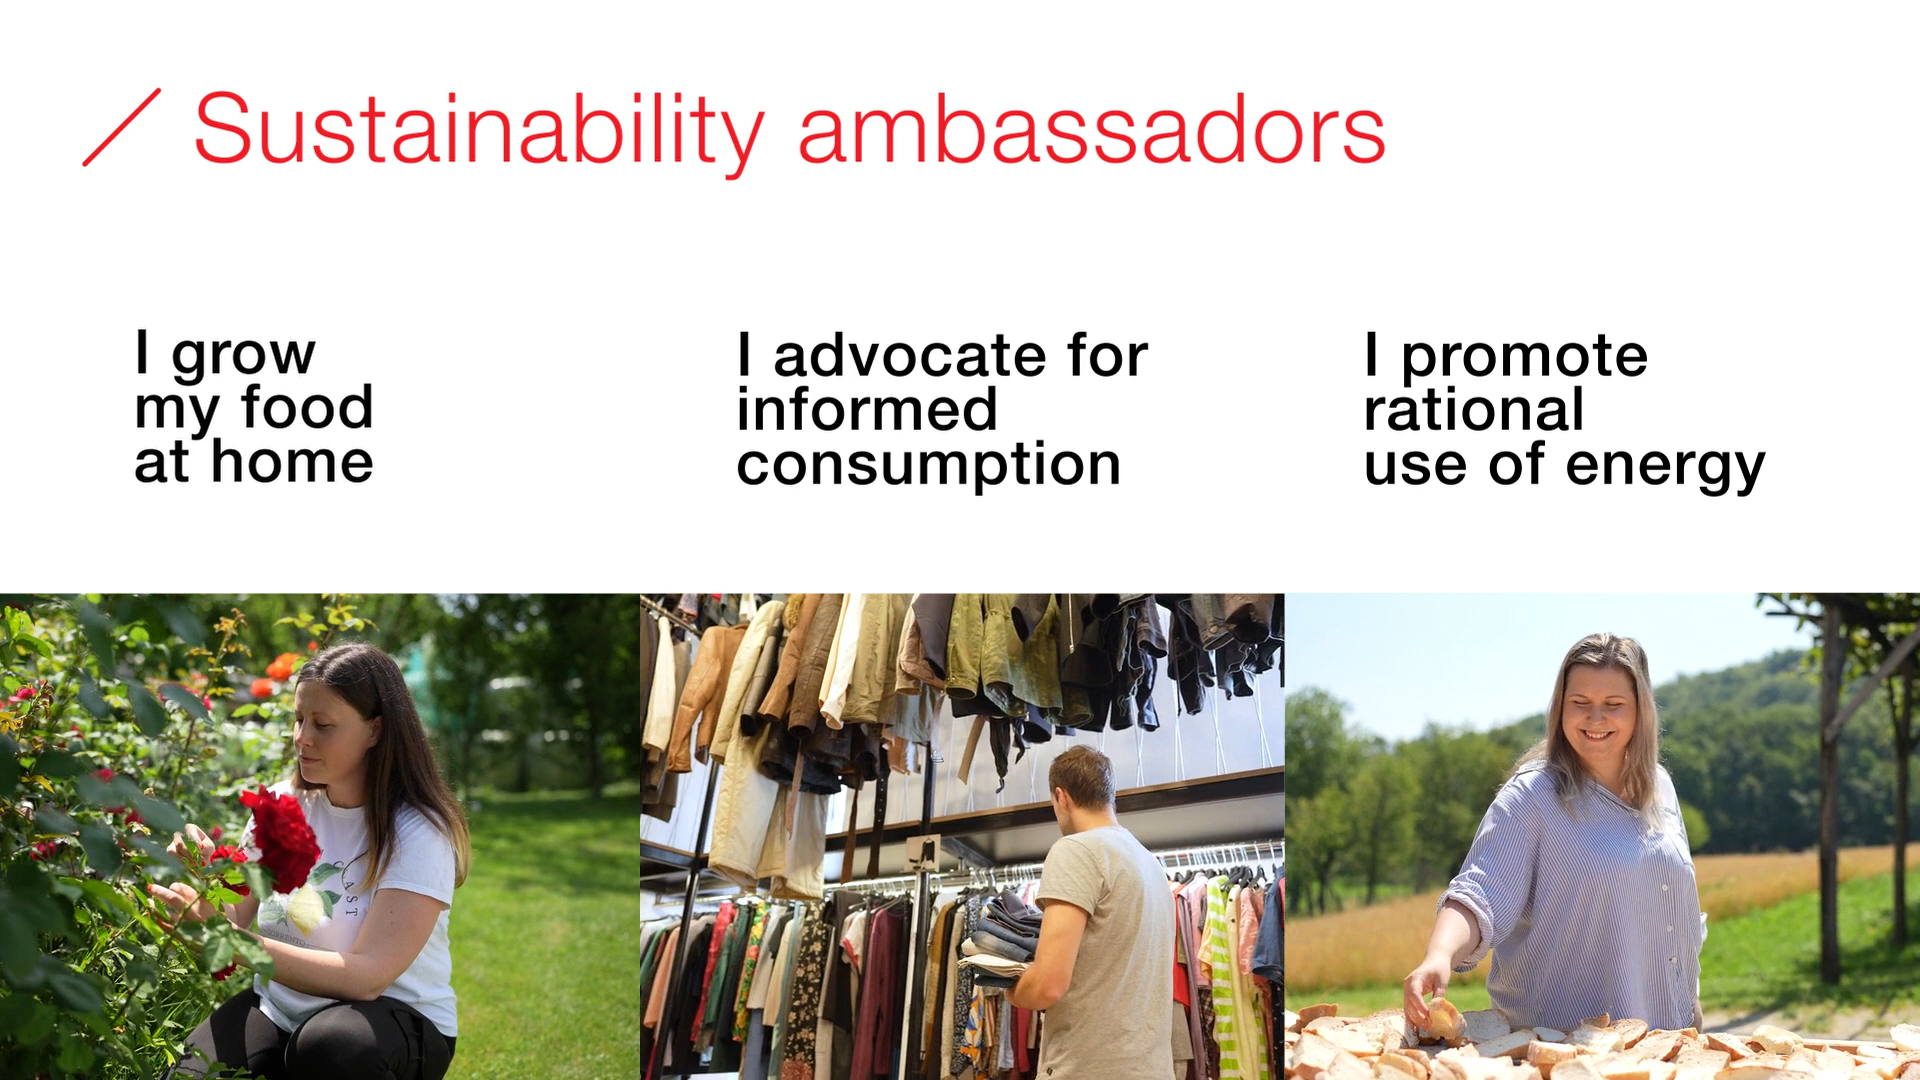 Sustainability ambassadors
I grow
my food
at home
I advocate for
informed
consumption
I promote
rational
use of energy